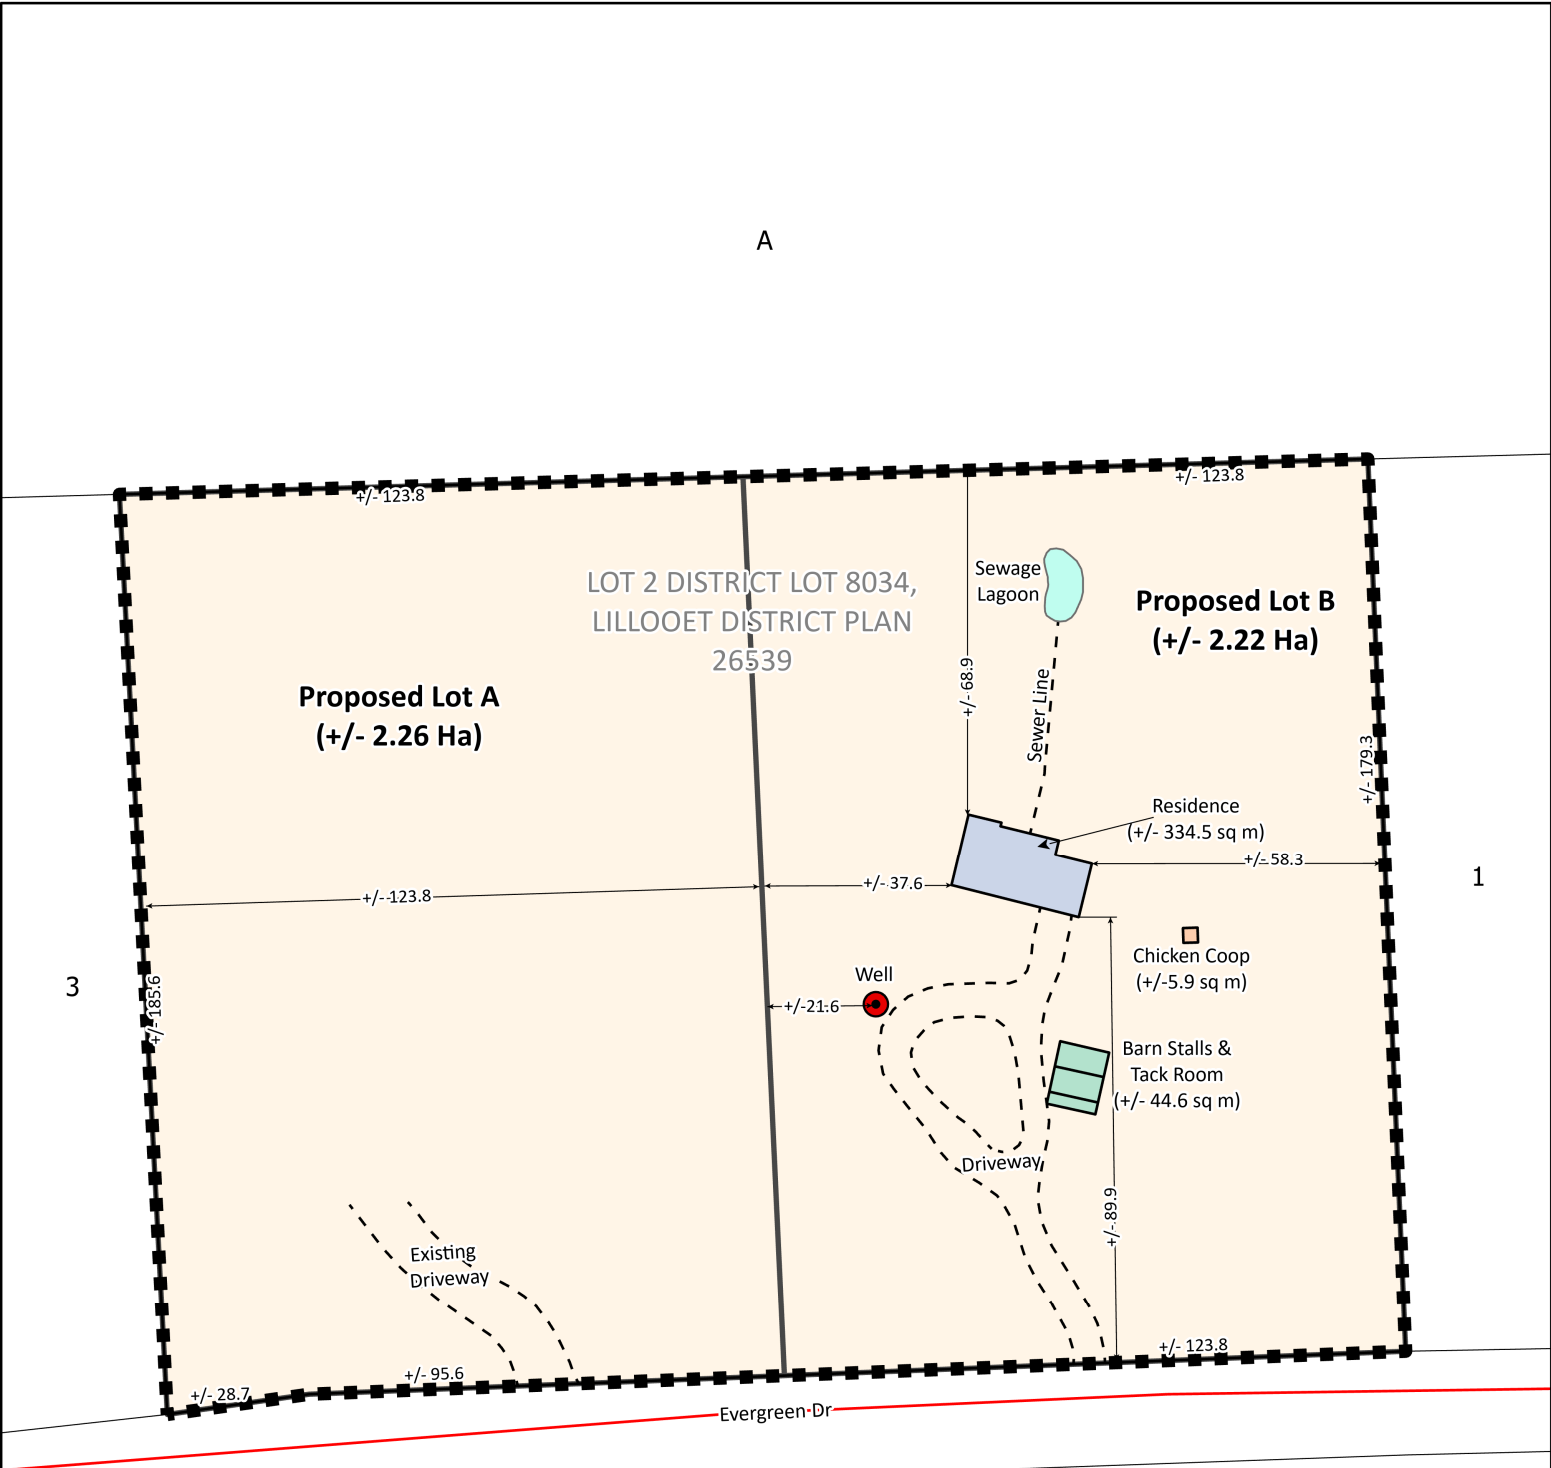 A
+/- 123.8
+/- 123.8
LOT 2 DISTRICT LOT 8034,
LILLOOET DISTRICT PLAN
26539
Sewage
Lagoon
Proposed Lot B
(+/- 2.22 Ha)
Proposed Lot A
(+/- 2.26 Ha)
+/- 68.9
Sewer Line
+/- 179.3
Residence
(+/- 334.5 sq m)
+/- 58.3
+/- 123.8
+/- 37.6
1
3
+/- 185.6
Well
+/-21.6
Chicken Coop
(+/-5.9 sq m)
Barn Stalls &
Tack Room
(+/- 44.6 sq m)
Driveway
+/- 89.9
Existing
Driveway
+/- 123.8
+/- 95.6
+/- 28.7
Evergreen Dr